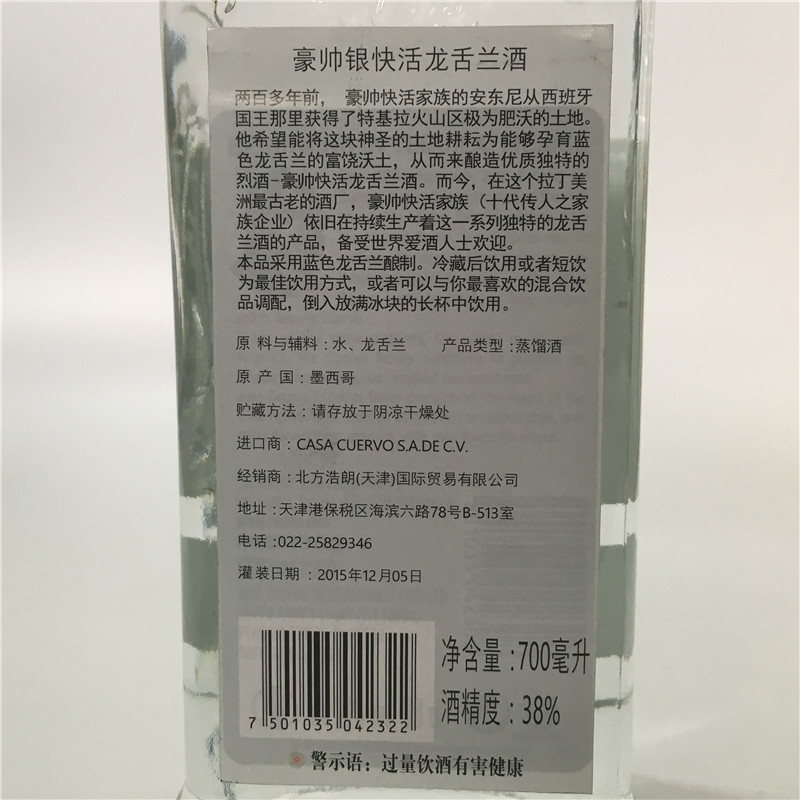 豪帅银快活龙舌兰酒
两百多年前，豪帅快活家族的安东尼从西班牙
国王那里获得了特基拉火山区极为肥沃的土地。
他希望能将这块神圣的土地耕耘为能够孕育蓝
色龙舌兰的富饶沃土，从而来酿造优质独特的
烈酒-豪帅快活龙舌兰酒。而今，在这个拉丁美
洲最古老的酒厂，豪帅快活家族（十代传人之家
族企业）依旧在持续生产着这一系列独特的龙舌
兰酒的产品，备受世界爱酒人士欢迎。
本品采用蓝色龙舌兰酿制。冷藏后饮用或者短饮
为最佳饮用方式，或者可以与你最喜欢的混合饮
品调配，倒入放满冰块的长杯中饮用。
原 料与辅料：水、龙舌兰 产品类型：蒸馏酒
原 产 国：墨西哥
贮藏方法：请存放于阴凉干燥处
进口商：CASA CUERVO S.A.DE C.V.
经销商：北方浩朗(天津)国际贸易有限公司
地址：天津港保税区海滨六路78号B-513室
电话：022-25829346
灌装日期：2015年12月05日
净含量：700毫升
酒精度：38%
7 501035 042322
警示语：过量饮酒有害健康